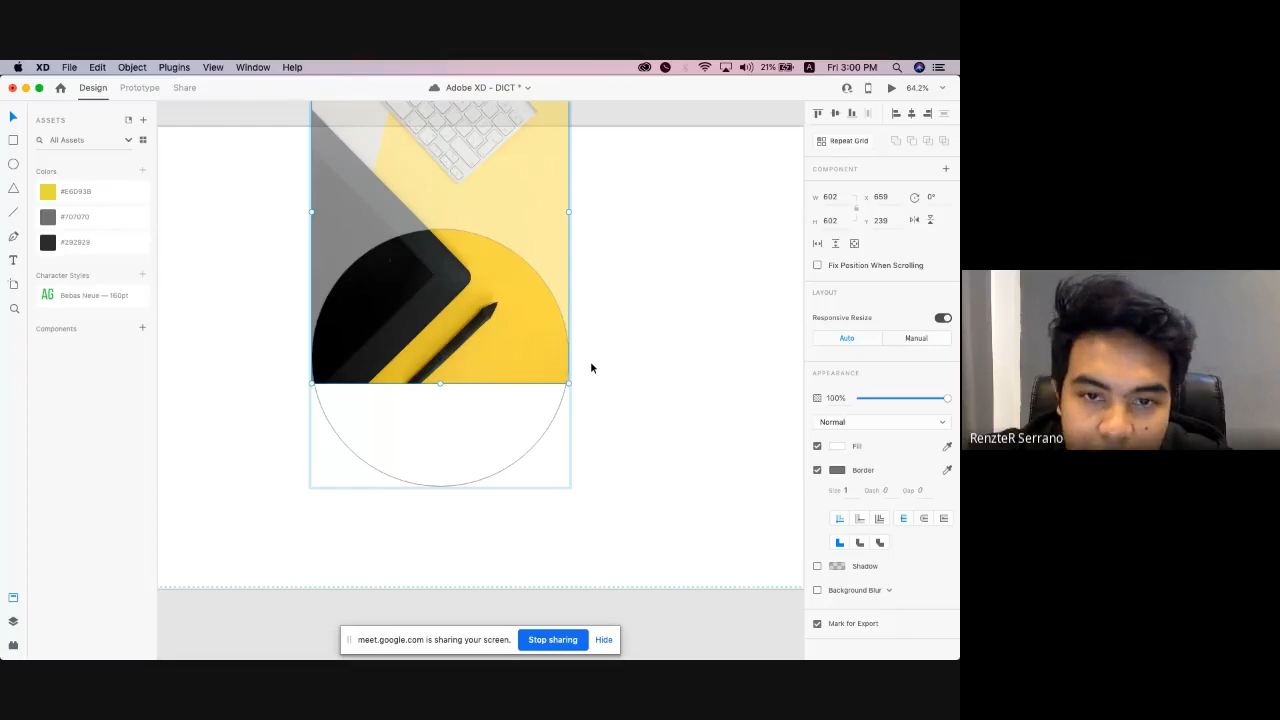 XD File Edit Object Plugins View Window Help
21% A Fri 3:00 PM
Design Prototype Share
Adobe XD - DICT *
64.2%
ASSETS
All Assets
Colors
#E6D93B
#707070
#292929
Character Styles
AG Bebas Neue — 160pt
Components
Repeat Grid
COMPONENT
W 602 X 659 0°
H 602 Y 239
Fix Position When Scrolling
LAYOUT
Responsive Resize
Auto Manual
APPEARANCE
100%
Normal
Fill
Border
Size 1 Dash 0 Gap 0
Shadow
Background Blur
Mark for Export
meet.google.com is sharing your screen. Stop sharing Hide
RenzteR Serrano